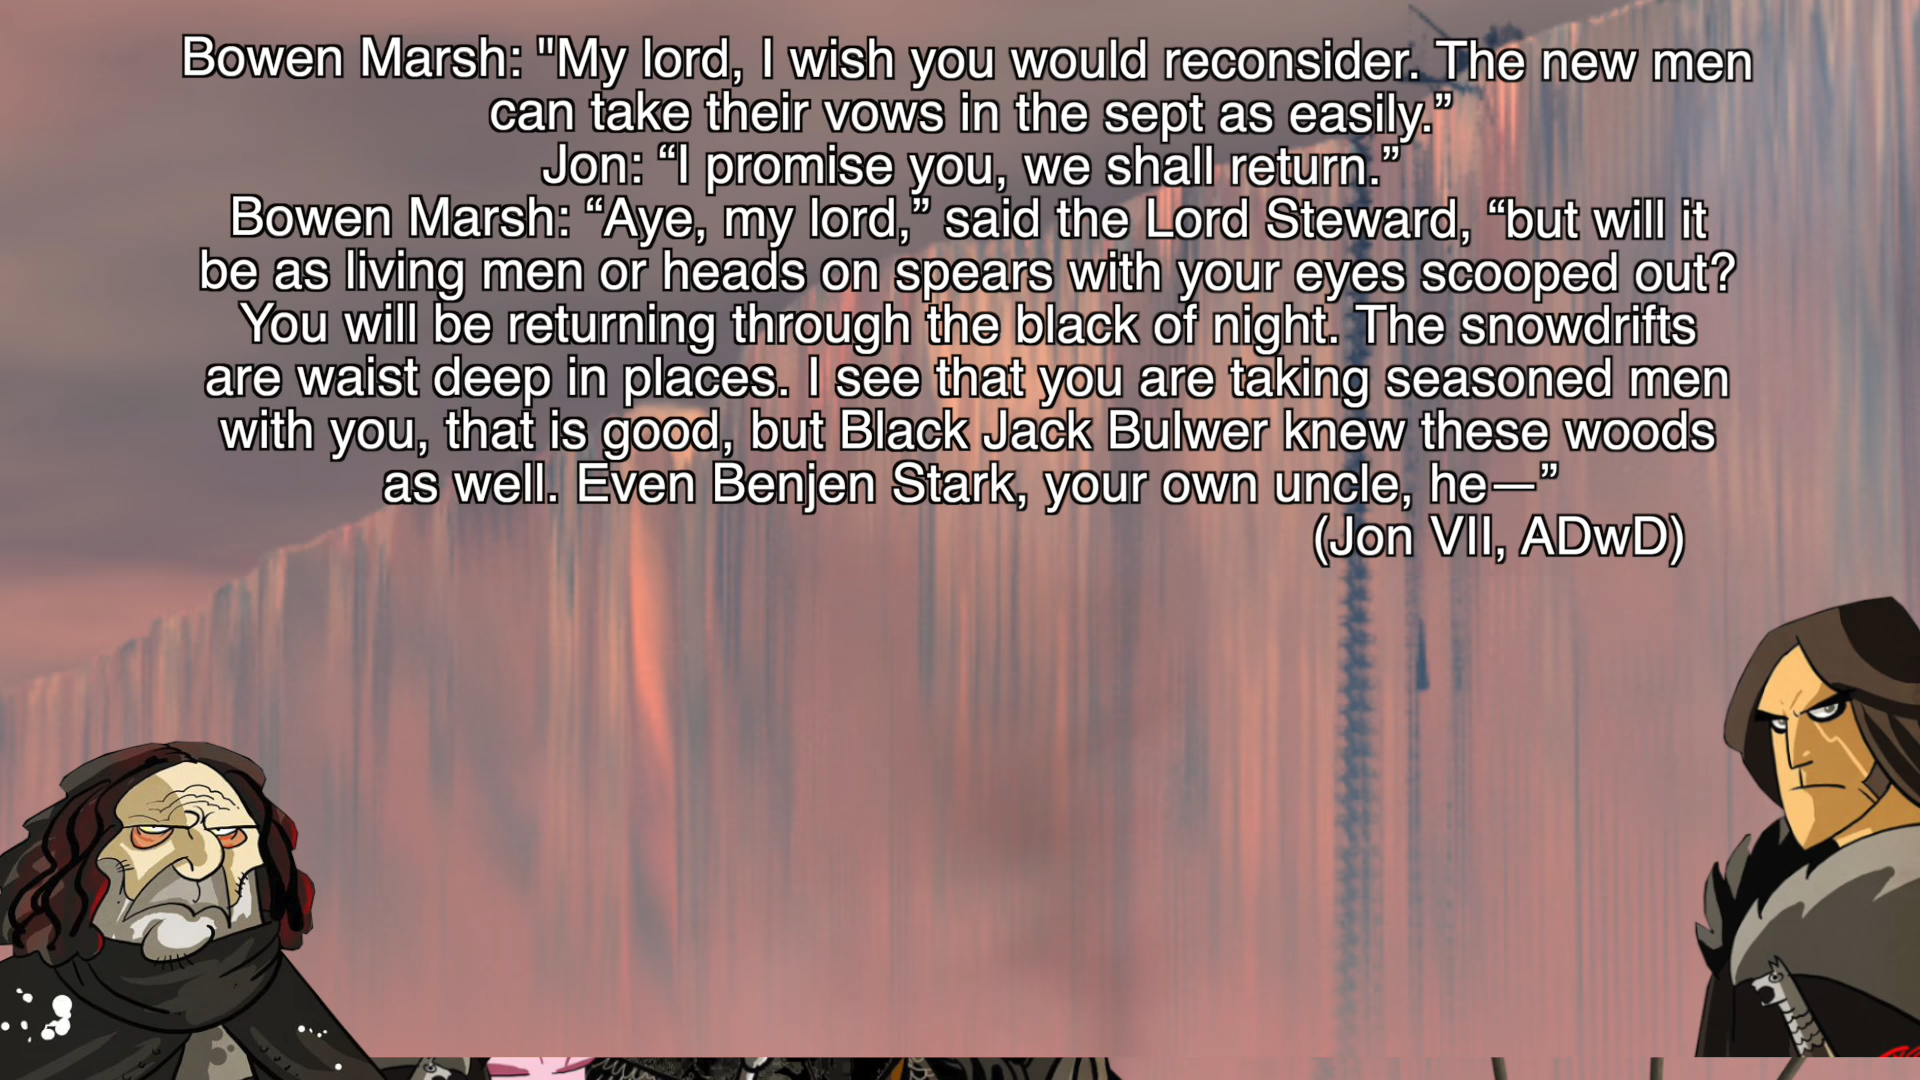 Bowen Marsh: "My lord, I wish you would reconsider. The new men
can take their vows in the sept as easily.”
Jon: “I promise you, we shall return.”
Bowen Marsh: “Aye, my lord,” said the Lord Steward, “but will it
be as living men or heads on spears with your eyes scooped out?
You will be returning through the black of night. The snowdrifts
are waist deep in places. I see that you are taking seasoned men
with you, that is good, but Black Jack Bulwer knew these woods
as well. Even Benjen Stark, your own uncle, he—”
(Jon VII, ADwD)